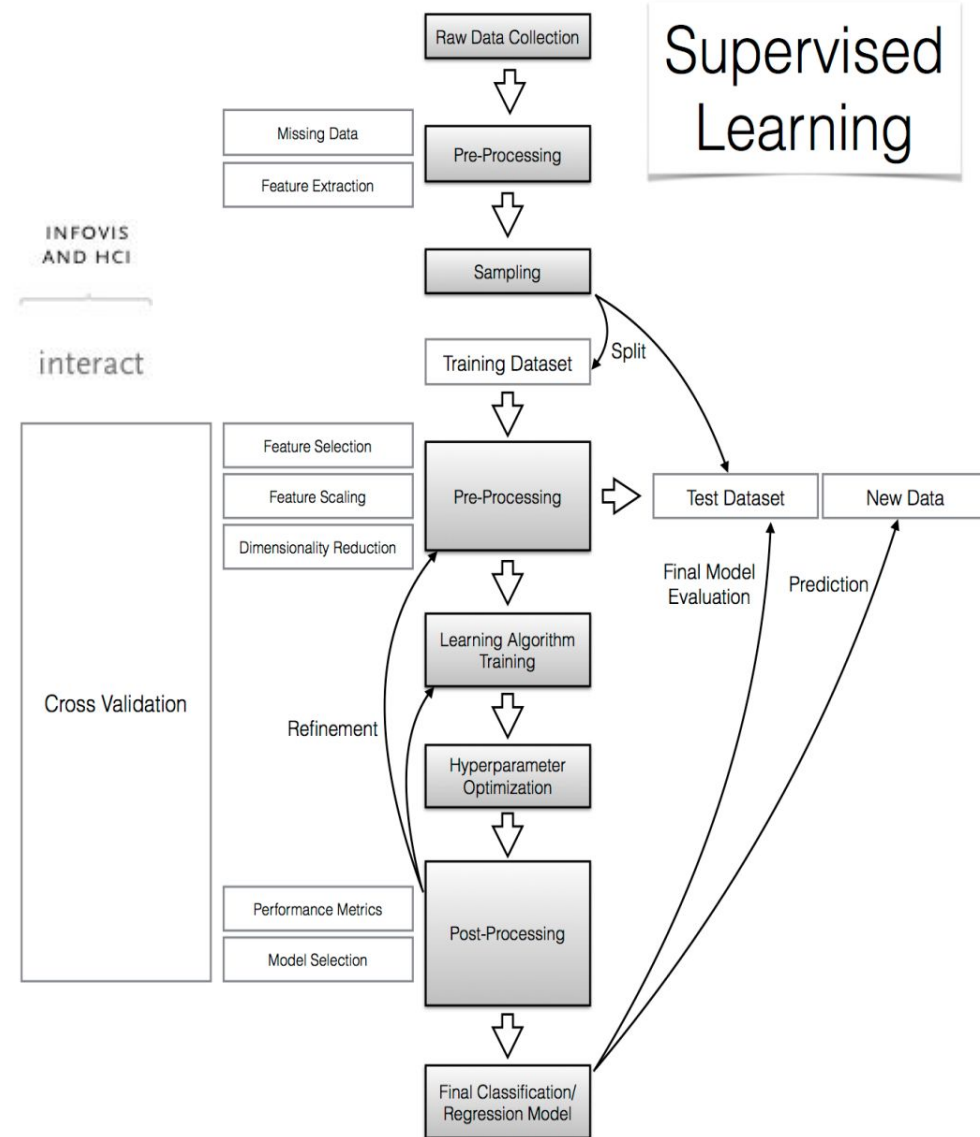 Supervised
Learning
Raw Data Collection
Missing Data
Pre-Processing
Feature Extraction
INFOVIS
AND HCI
Sampling
interact
Split
Training Dataset
Feature Selection
Feature Scaling
Pre-Processing
Dimensionality Reduction
Test Dataset
New Data
Final Model
Evaluation
Prediction
Learning Algorithm
Training
Cross Validation
Refinement
Hyperparameter
Optimization
Performance Metrics
Post-Processing
Model Selection
Final Classification/
Regression Model